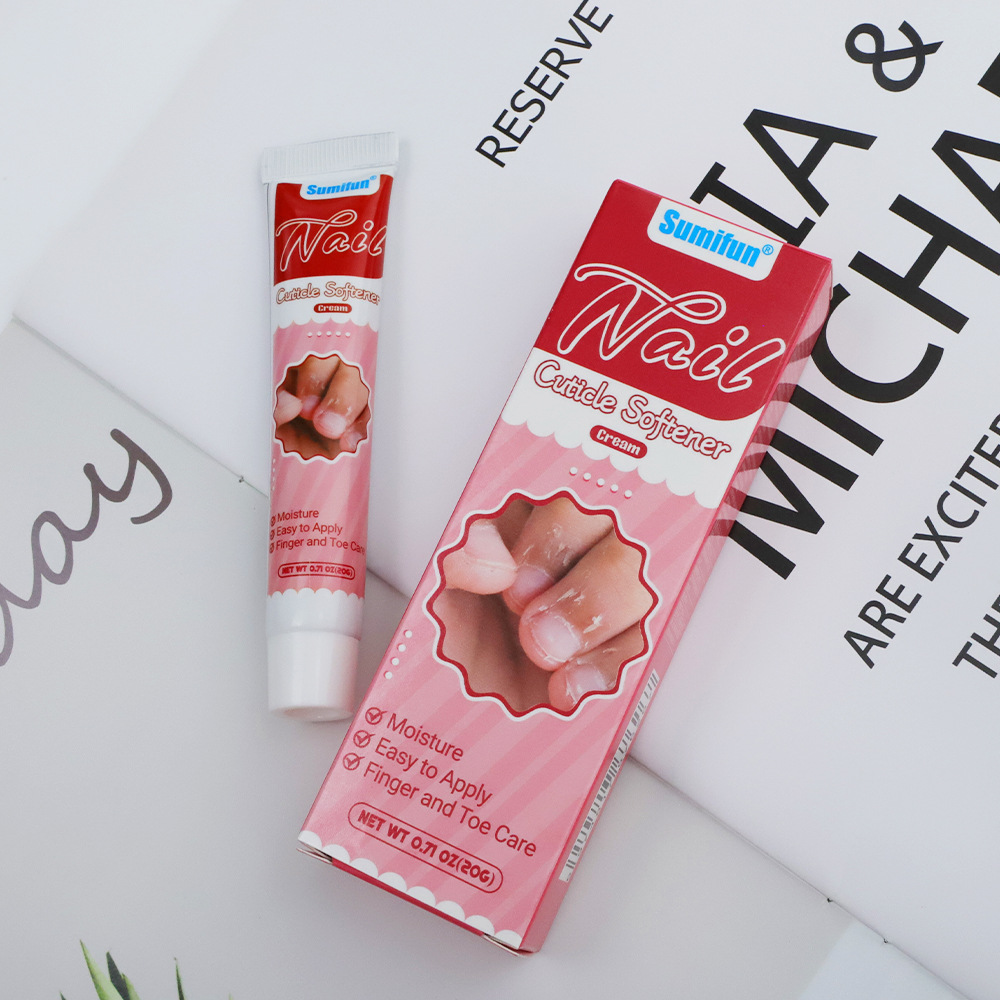 RESERVE
IA &
MICHA
ARE EXCITE
THE
day
Sumifun®
Nail
Cuticle Softener
Cream
Moisture
Easy to Apply
Finger and Toe Care
NET WT 0.71 OZ(20G)
Sumifun®
Nail
Cuticle Softener
Cream
Moisture
Easy to Apply
Finger and Toe Care
NET WT 0.71 OZ(20G)